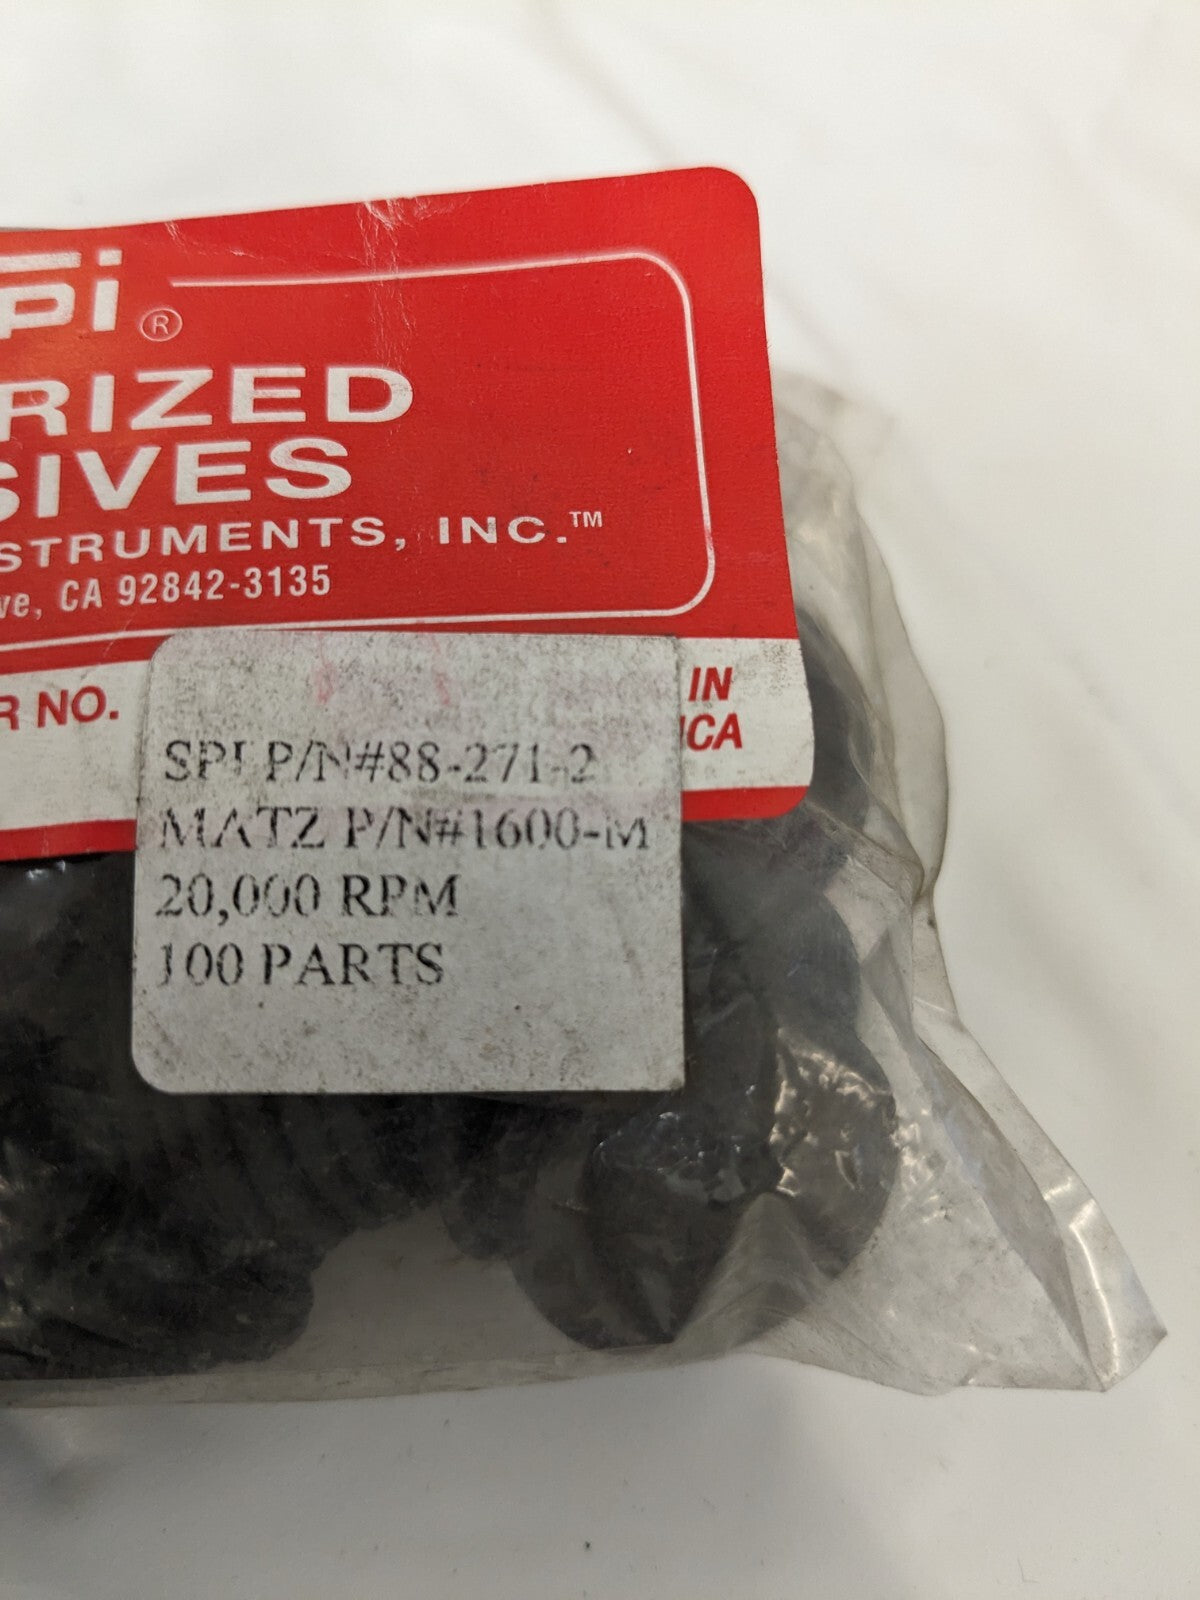 Pi ®
RIZED
SIVES
STRUMENTS, INC.™
ve, CA 92842-3135
R NO.
IN
ICA
SPI P/N#88-271-2
MATZ P/N#1600-M
20,000 RPM
100 PARTS